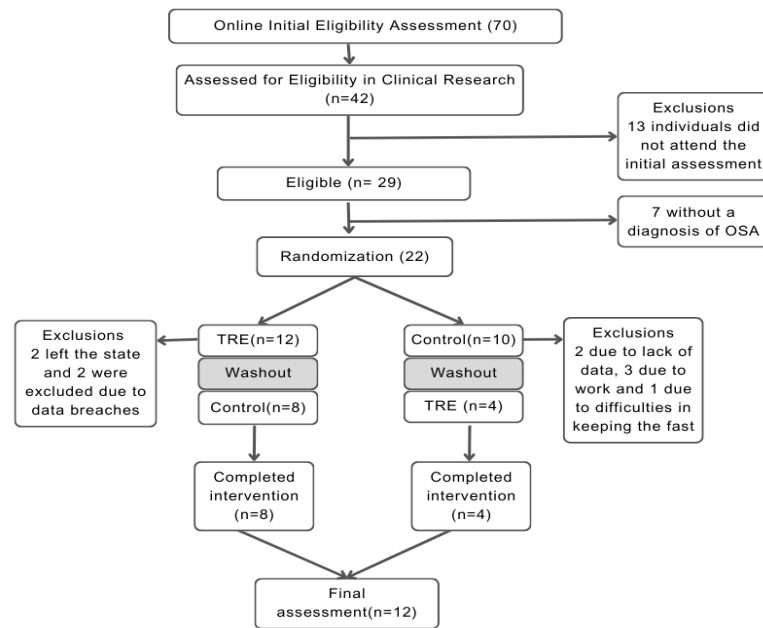 Online Initial Eligibility Assessment (70)
Assessed for Eligibility in Clinical Research
(n=42)
Exclusions
13 individuals did
not attend the
initial assessment
Eligible (n= 29)
7 without a
diagnosis of OSA
Randomization (22)
Exclusions
2 left the state
and 2 were
excluded due to
data breaches
TRE(n=12)
Washout
Control(n=8)
Control(n=10)
Washout
TRE (n=4)
Exclusions
2 due to lack of
data, 3 due to
work and 1 due
to difficulties in
keeping the fast
Completed
intervention
(n=8)
Completed
intervention
(n=4)
Final
assessment(n=12)